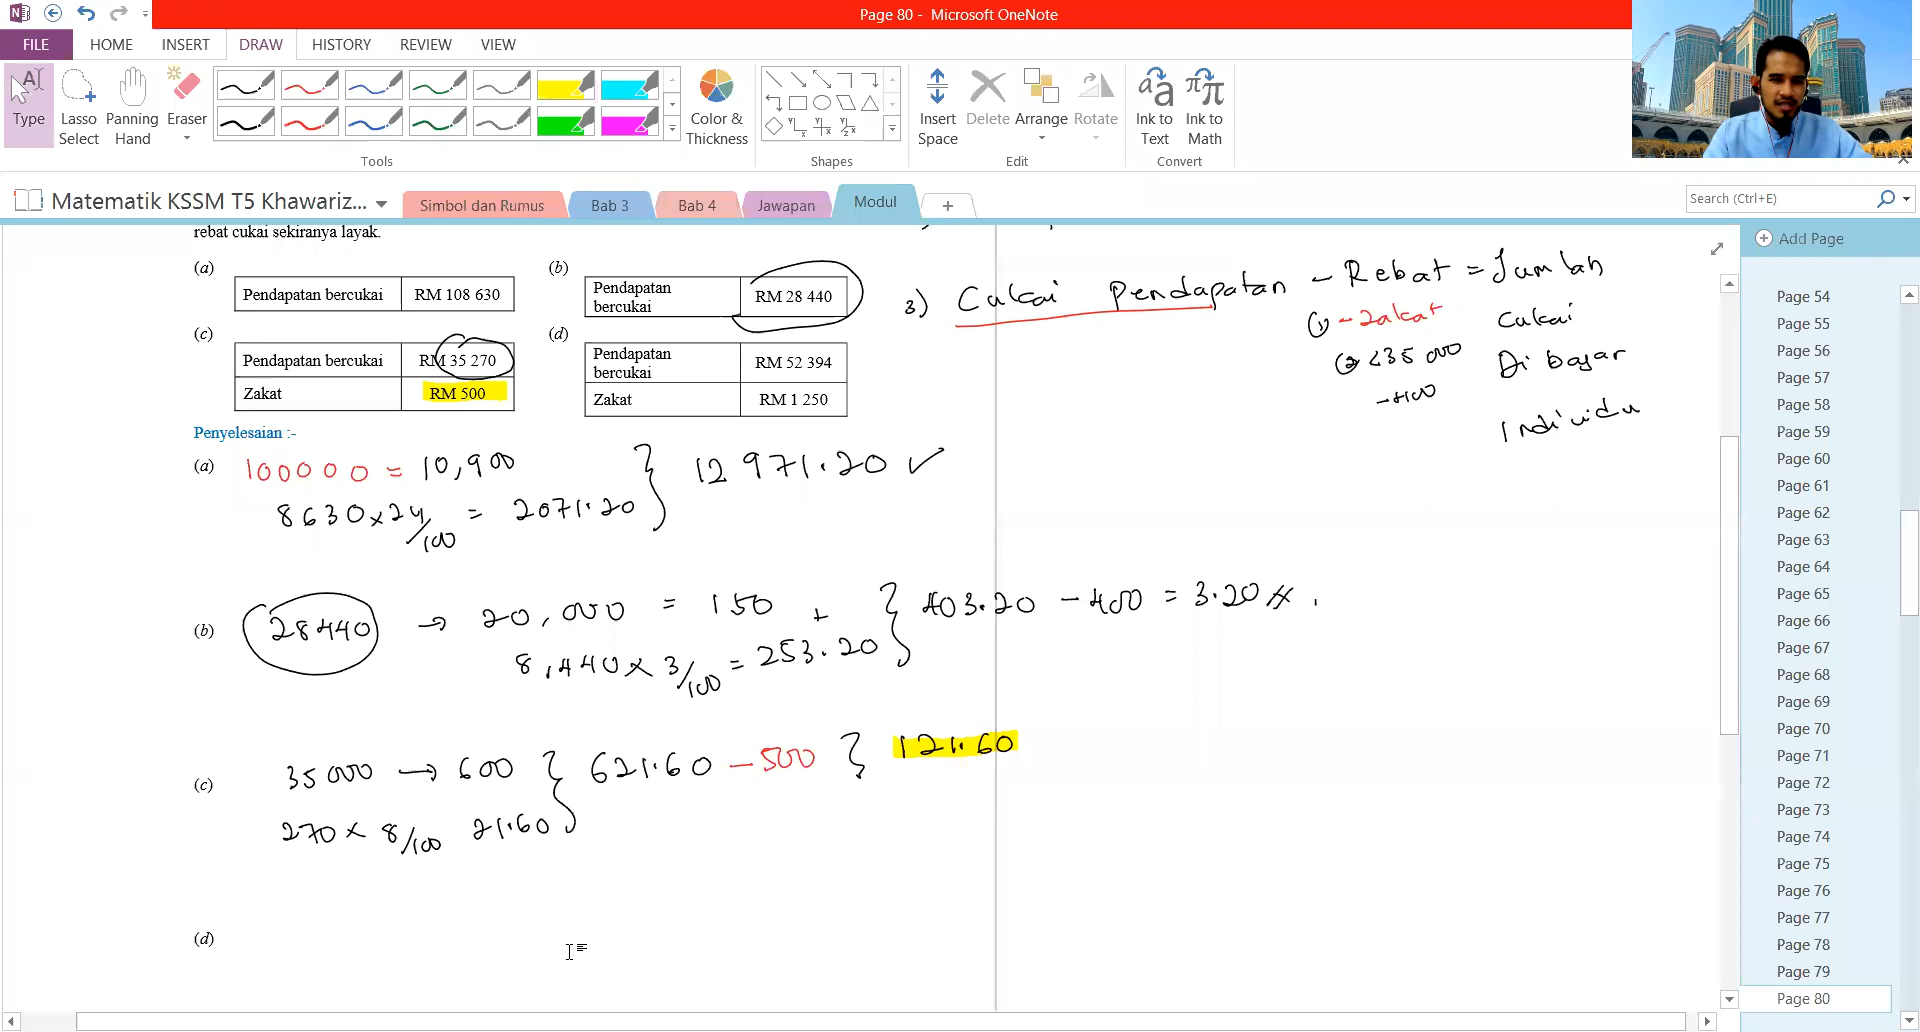 Page 80 - Microsoft OneNote
FILE HOME INSERT DRAW HISTORY REVIEW VIEW
Type
Lasso Select
Panning Hand
Eraser
Color & Thickness
Insert Space
Delete
Arrange
Rotate
Ink to Text
Ink to Math
Tools
Shapes
Edit
Convert
Matematik KSSM T5 Khawariz...
Simbol dan Rumus
Bab 3
Bab 4
Jawapan
Modul
+
Search (Ctrl+E)
rebat cukai sekiranya layak.
(a)
Pendapatan bercukai RM 108 630
(b)
Pendapatan bercukai RM 28 440
(c)
Pendapatan bercukai RM 35 270
Zakat RM 500
(d)
Pendapatan bercukai RM 52 394
Zakat RM 1 250
3) Cukai Pendapatan - Rebat = Jumlah
Cukai
Di bayar
Individu
(1) - Zakat
(2) <35 000
-400
Penyelesaian :-
(a) 100000 = 10,900 } 12 971.20 ✓
8630 x 24/100 = 2071.20
(b) 28440 → 20,000 = 150 + } 403.20 - 400 = 3.20
8,440 x 3/100 = 253.20
(c) 35000 → 600 } 621.60 - 500 } 121.60
270 x 8/100 21.60
(d)
Add Page
Page 54
Page 55
Page 56
Page 57
Page 58
Page 59
Page 60
Page 61
Page 62
Page 63
Page 64
Page 65
Page 66
Page 67
Page 68
Page 69
Page 70
Page 71
Page 72
Page 73
Page 74
Page 75
Page 76
Page 77
Page 78
Page 79
Page 80